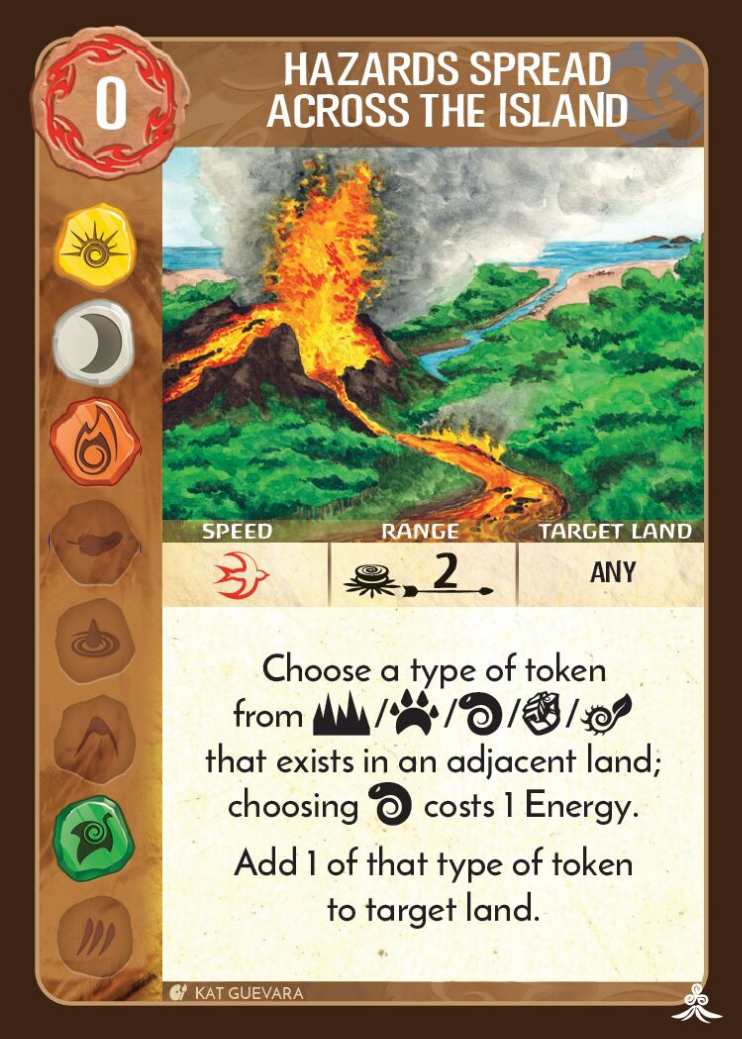 0
HAZARDS SPREAD
ACROSS THE ISLAND
SPEED RANGE TARGET LAND
2 ANY
Choose a type of token
from / / / /
that exists in an adjacent land;
choosing costs 1 Energy.
Add 1 of that type of token
to target land.
KAT GUEVARA